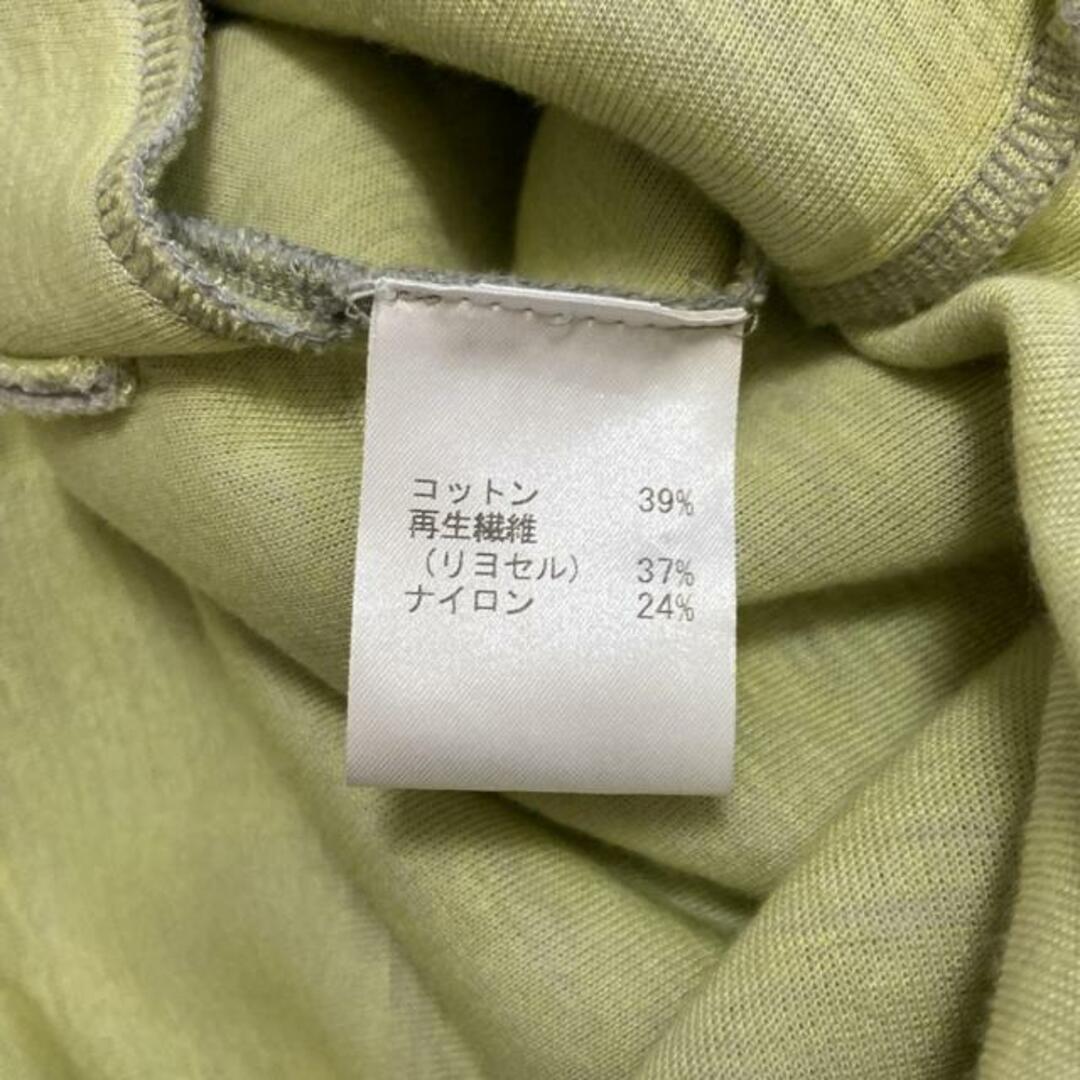 コットン 39%
再生繊維
（リヨセル） 37%
ナイロン 24%